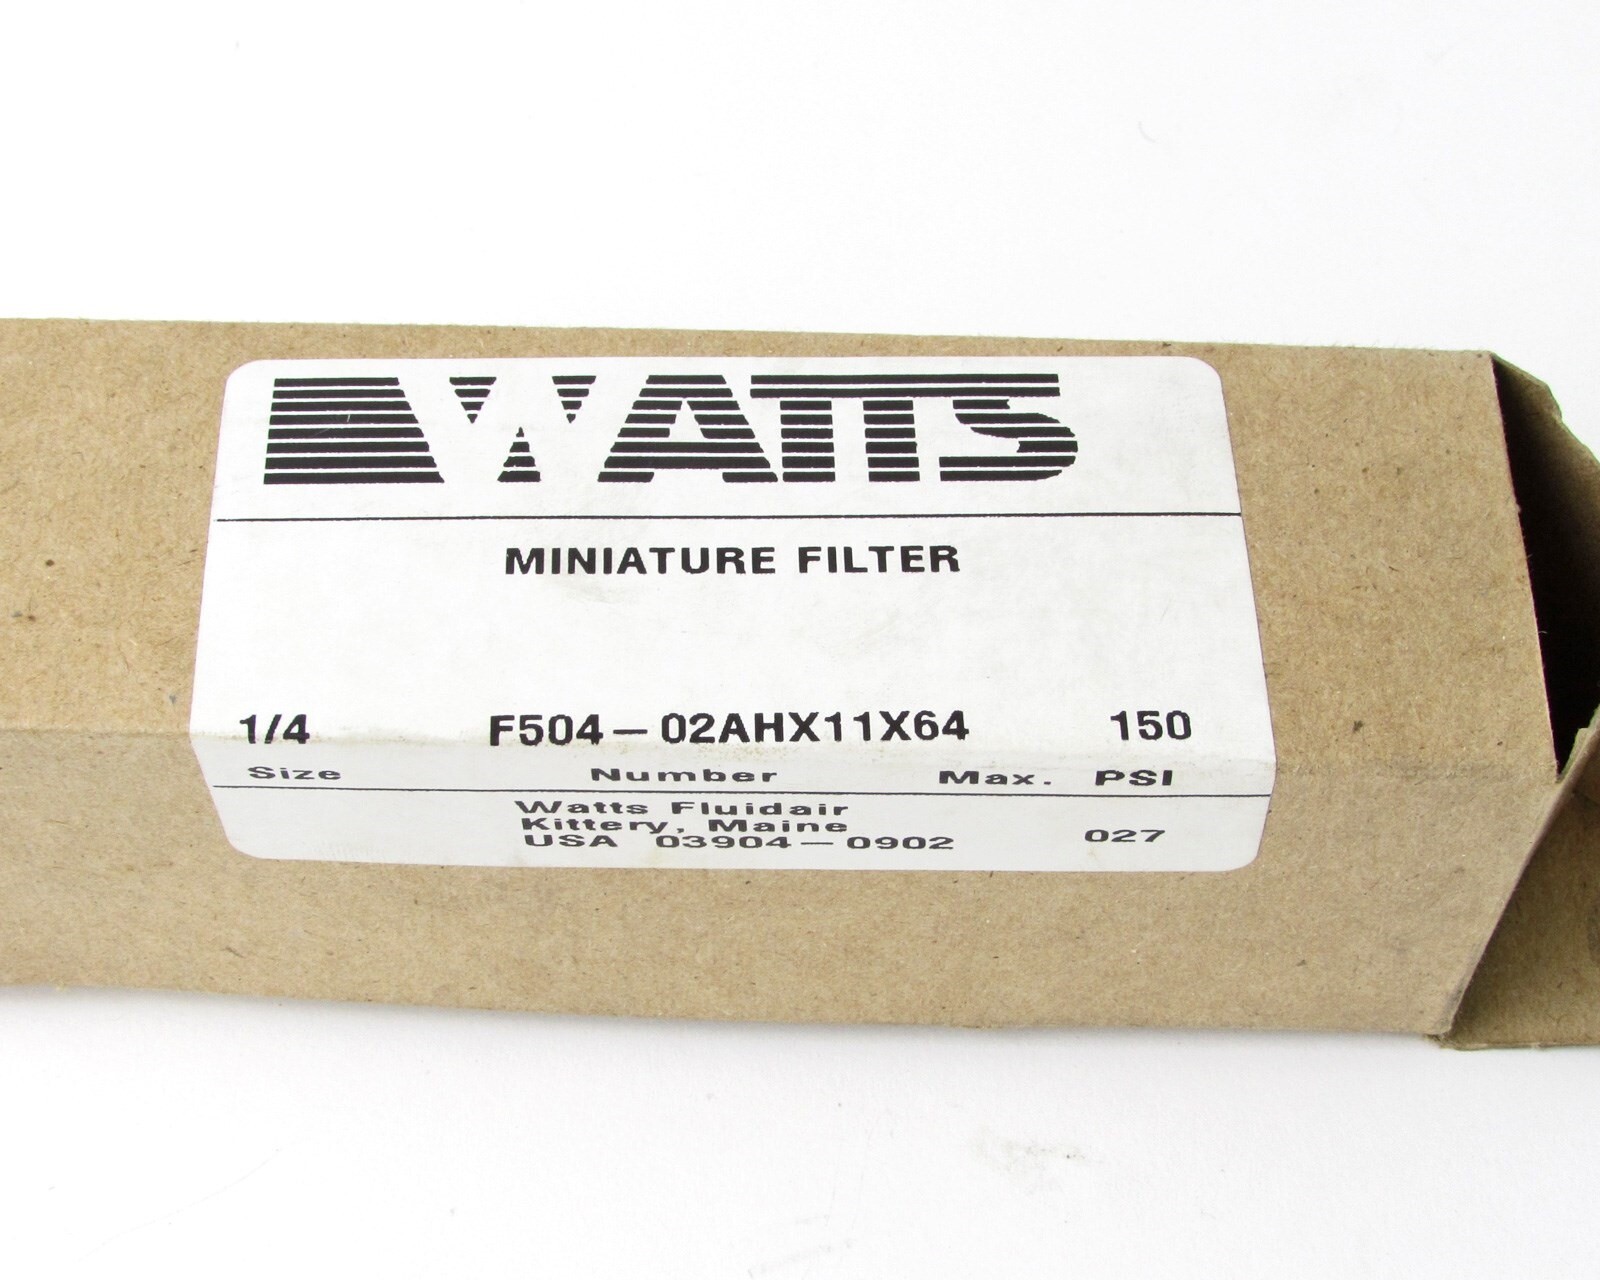 WATTS
MINIATURE FILTER
1/4 F504-02AHX11X64 150
Size Number Max. PSI
Watts Fluidair
Kittery, Maine
USA 03904-0902 027